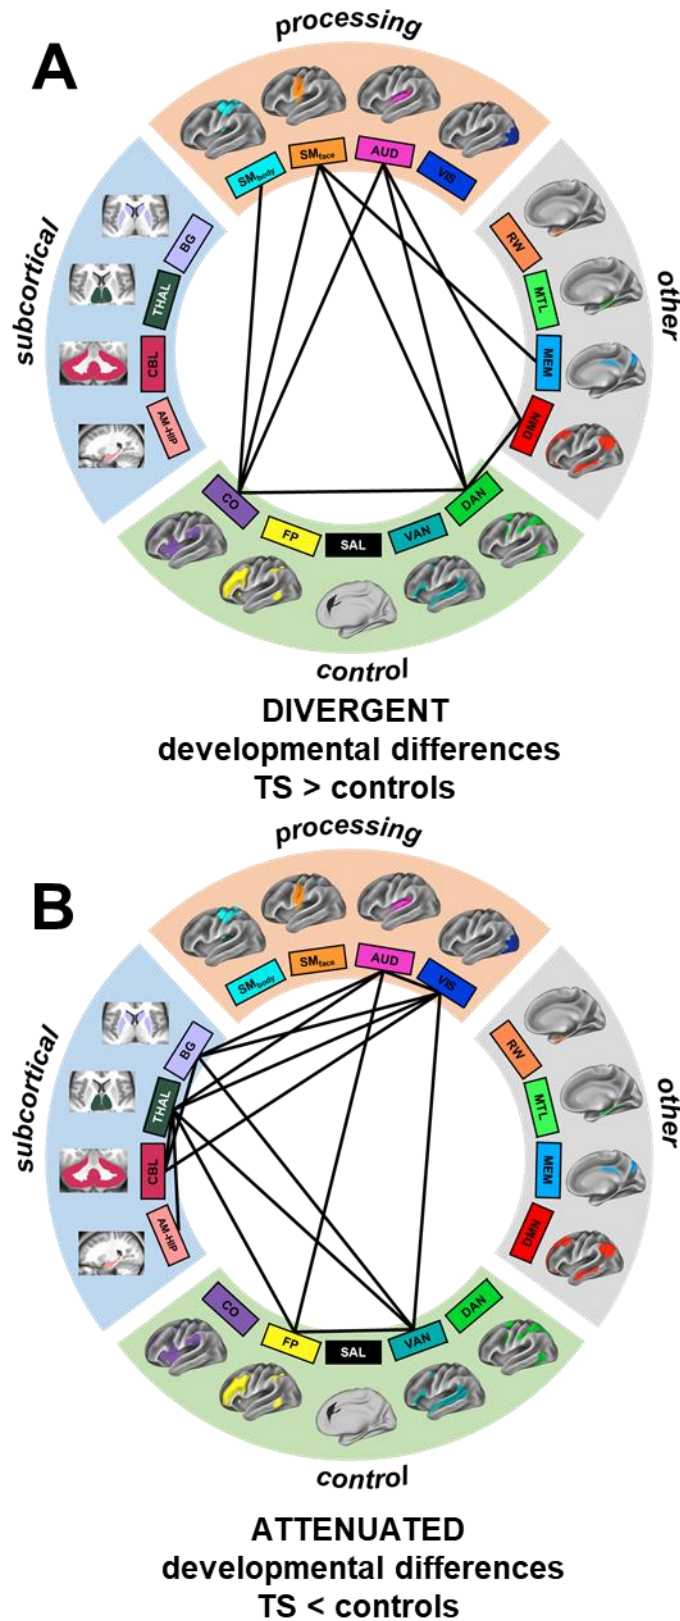 A
processing
SMbody
SMface
AUD
VIS
subcortical
BG
THAL
CBL
AM-HIP
other
RW
MTL
MEM
DMN
CO
FP
SAL
VAN
DAN
control
DIVERGENT
developmental differences
TS > controls
B
processing
SMbody
SMface
AUD
VIS
subcortical
BG
THAL
CBL
AM-HIP
other
RW
MTL
MEM
DMN
CO
FP
SAL
VAN
DAN
control
ATTENUATED
developmental differences
TS < controls